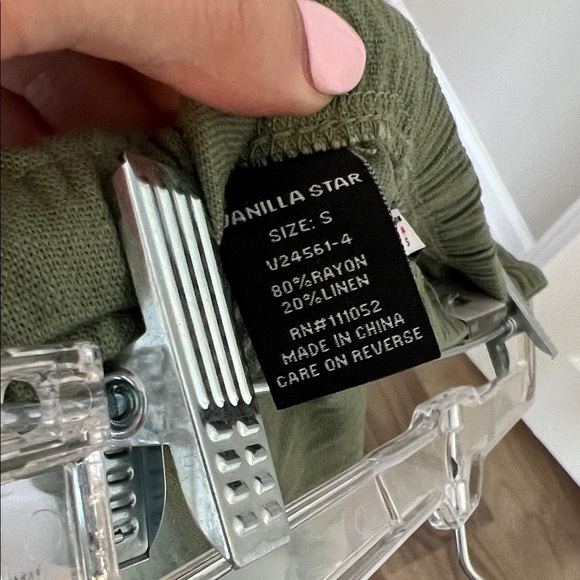 VANILLA STAR
SIZE: S
V24561-4
80%RAYON
20%LINEN
RN#111052
MADE IN CHINA
CARE ON REVERSE
S